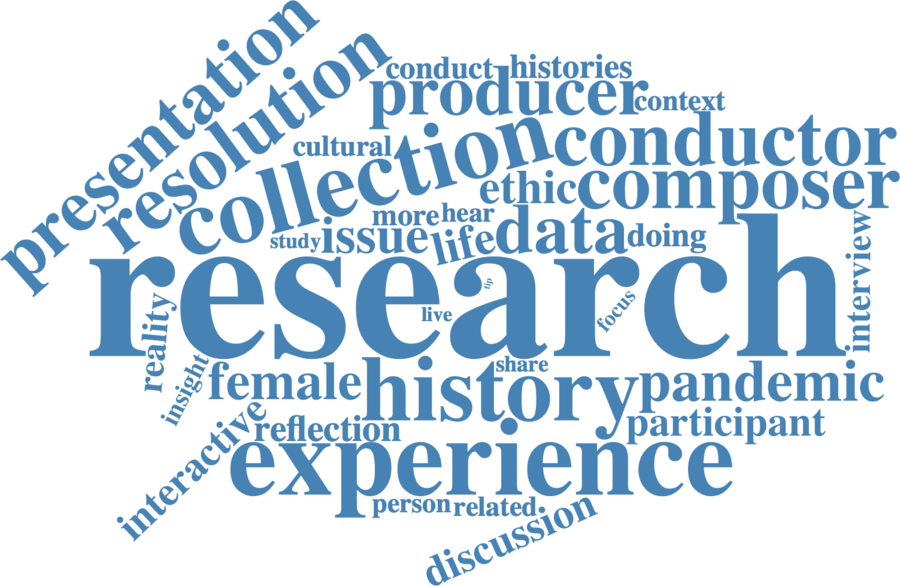 presentation
resolution
conduct
histories
producer
context
cultural
collection
conductor
ethic
composer
more
hear
study
issue
life
data
doing
interview
research
tip
live
focus
reality
insight
share
female
history
pandemic
interactive
reflection
participant
experience
person
related
discussion